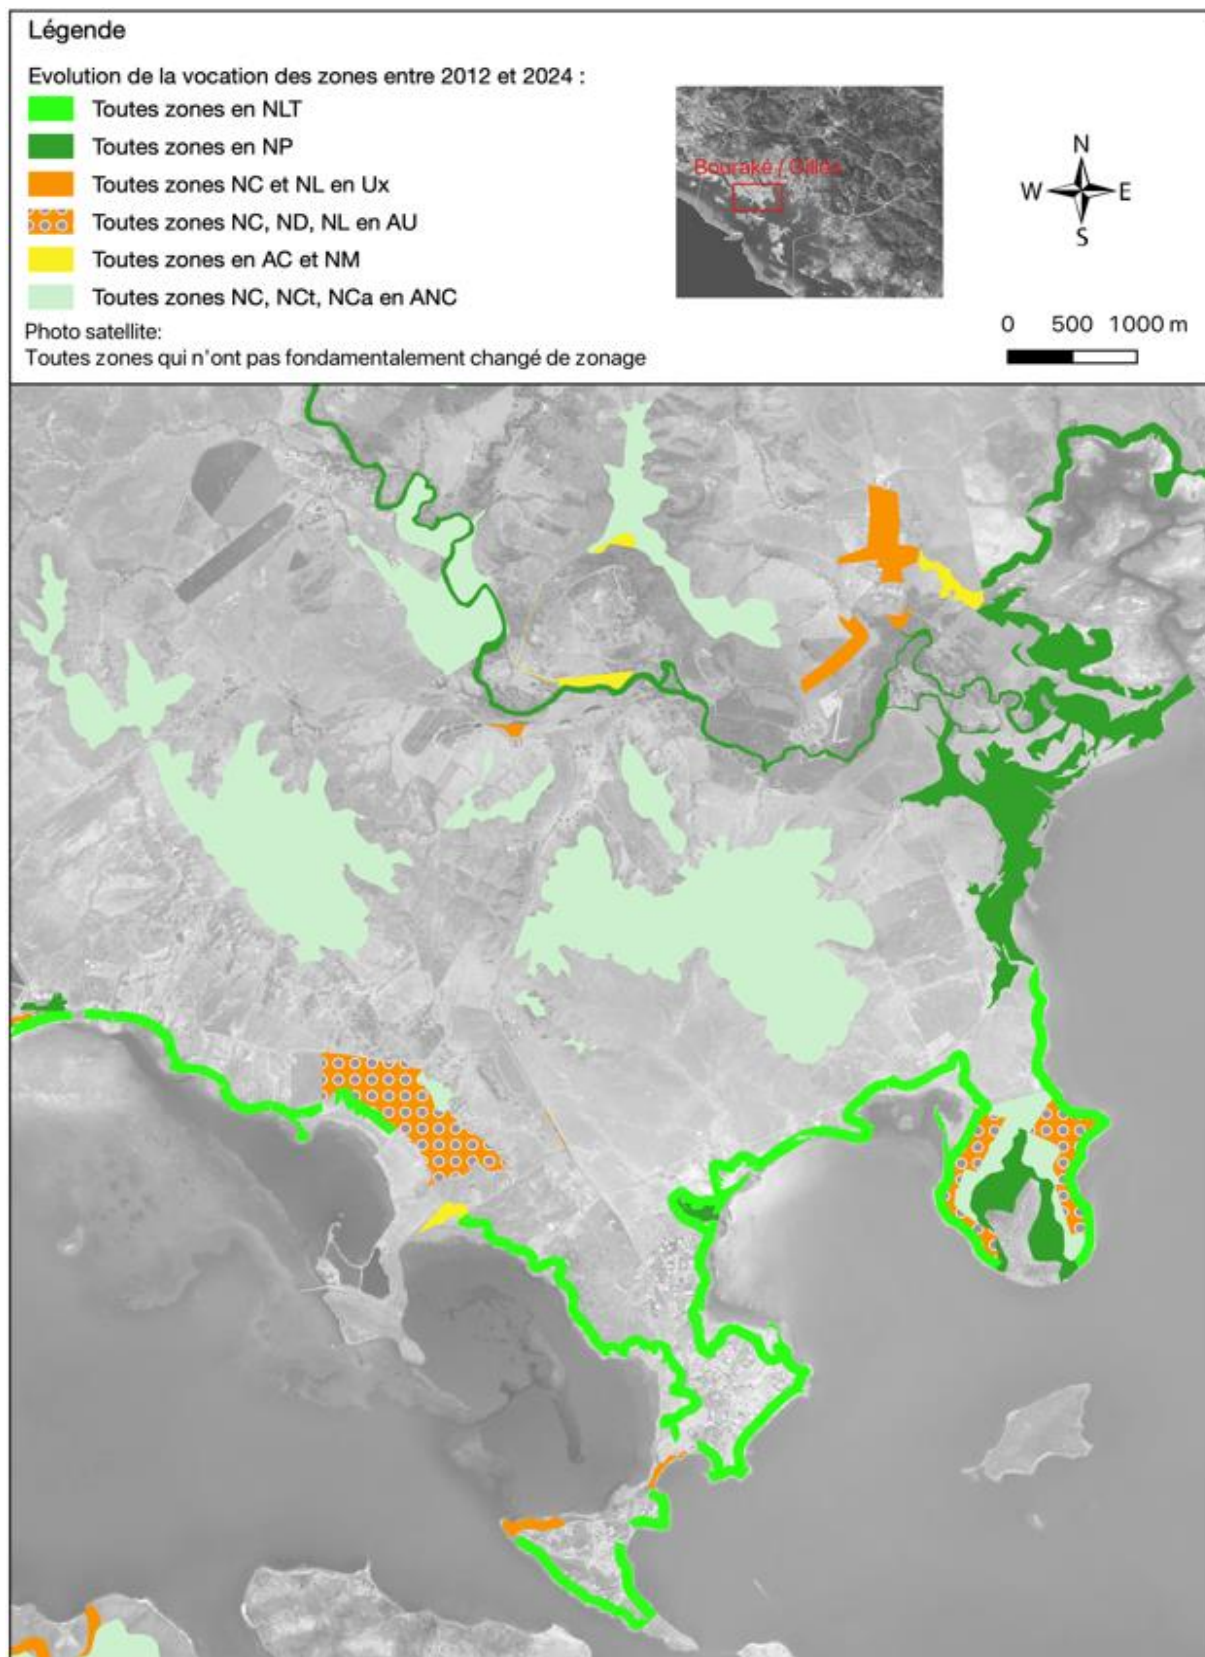 Légende
Evolution de la vocation des zones entre 2012 et 2024 :
Toutes zones en NLT
Toutes zones en NP
Toutes zones NC et NL en Ux
Toutes zones NC, ND, NL en AU
Toutes zones en AC et NM
Toutes zones NC, NCt, NCa en ANC
Photo satellite:
Toutes zones qui n'ont pas fondamentalement changé de zonage
Bouraké / Gilles
N
W E
S
0 500 1000 m